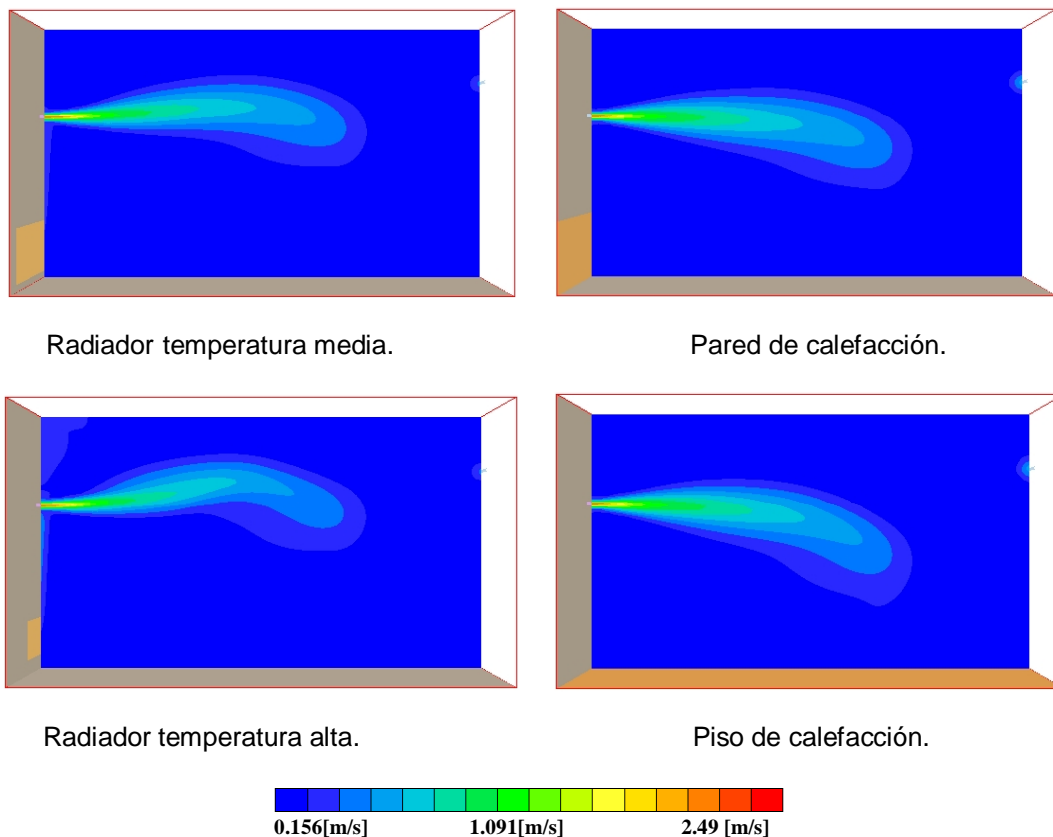 Radiador temperatura media.
Pared de calefacción.
Radiador temperatura alta.
Piso de calefacción.
0.156[m/s] 1.091[m/s] 2.49 [m/s]